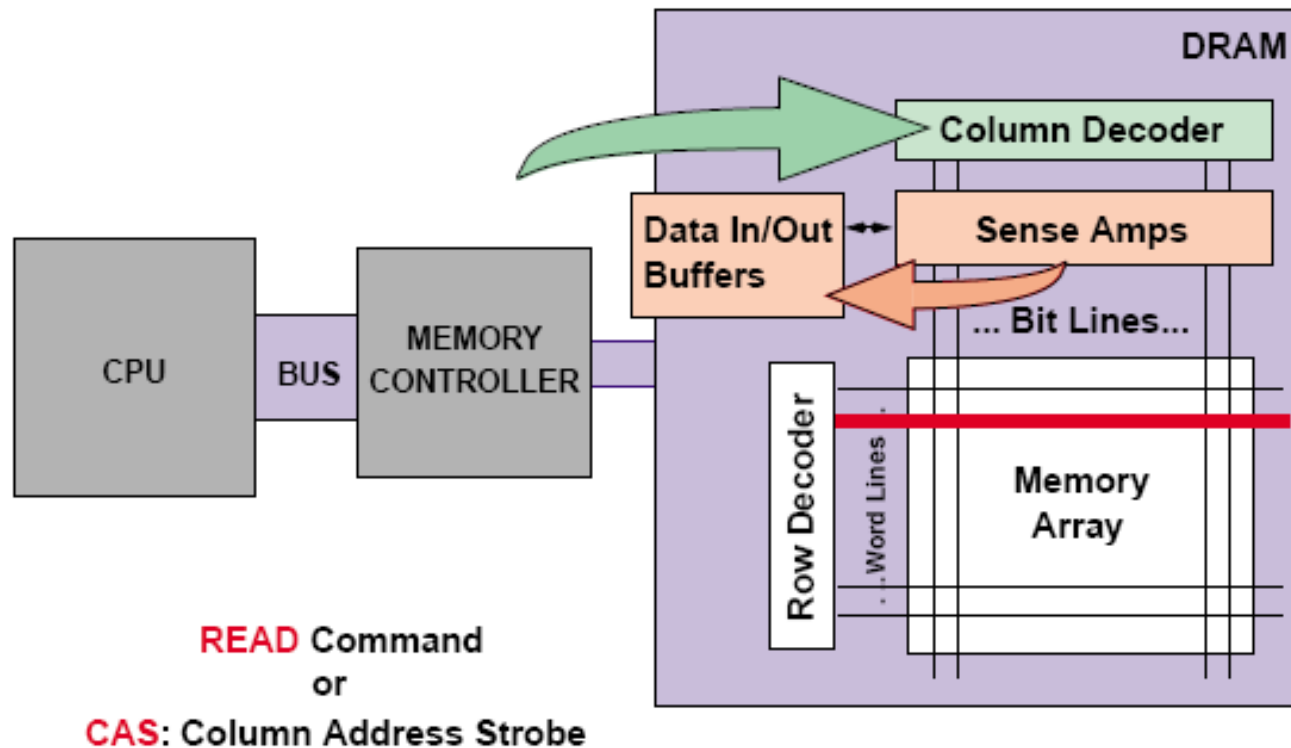 DRAM
Column Decoder
Data In/Out
Buffers
Sense Amps
... Bit Lines...
CPU
BUS
MEMORY
CONTROLLER
Row Decoder
. ...Word Lines ... .
Memory
Array
READ Command
or
CAS: Column Address Strobe